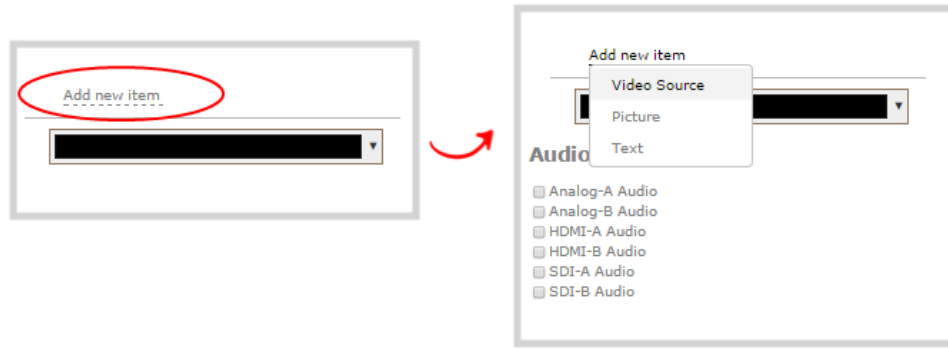 Add new item
Add new item
Video Source
Picture
Text
Audio
Analog-A Audio
Analog-B Audio
HDMI-A Audio
HDMI-B Audio
SDI-A Audio
SDI-B Audio